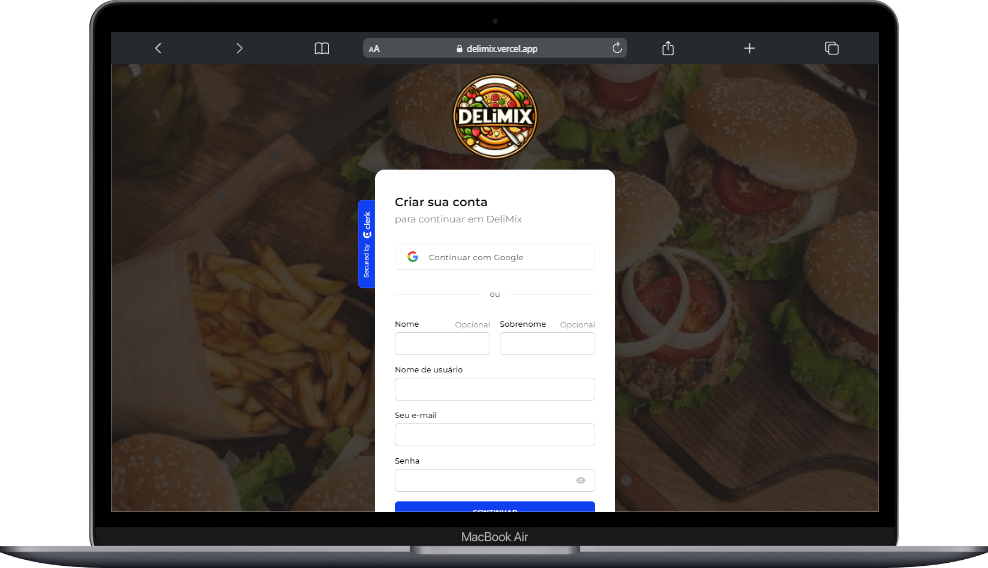 AA
delimix.vercel.app
DELiMIX
Criar sua conta
para continuar em DeliMix
Secured by clerk
Continuar com Google
ou
Nome Opcional Sobrenome Opcional
Nome de usuário
Seu e-mail
Senha
CONTINUAR
MacBook Air